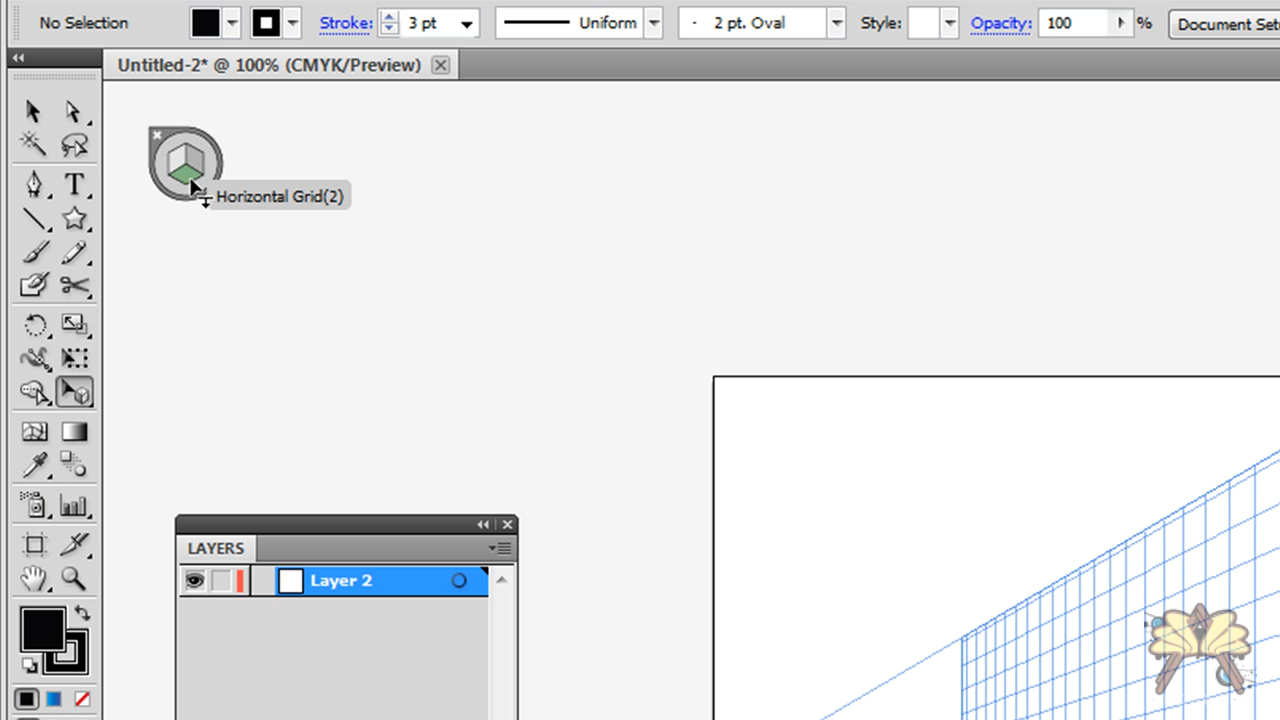 No Selection Stroke: 3 pt Uniform 2 pt. Oval Style: Opacity: 100 % Document Set
Untitled-2* @ 100% (CMYK/Preview)
Horizontal Grid(2)
LAYERS
Layer 2